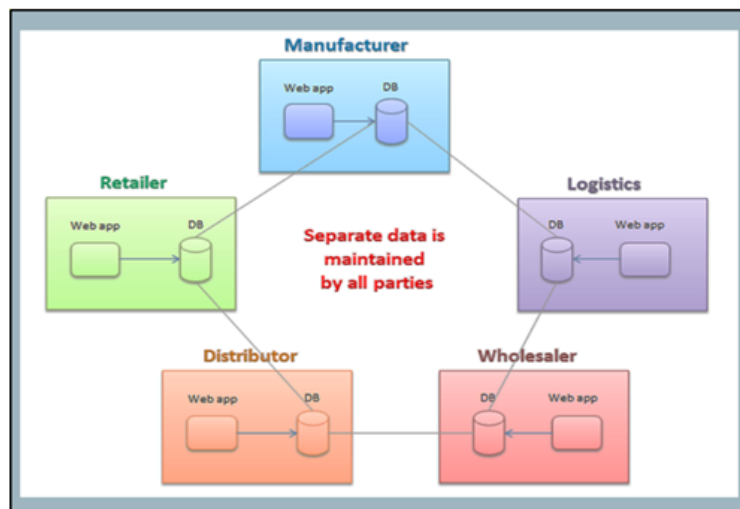 Manufacturer
Web app
DB
Retailer
Web app
DB
Logistics
DB
Web app
Separate data is
maintained
by all parties
Distributor
Web app
DB
Wholesaler
DB
Web app